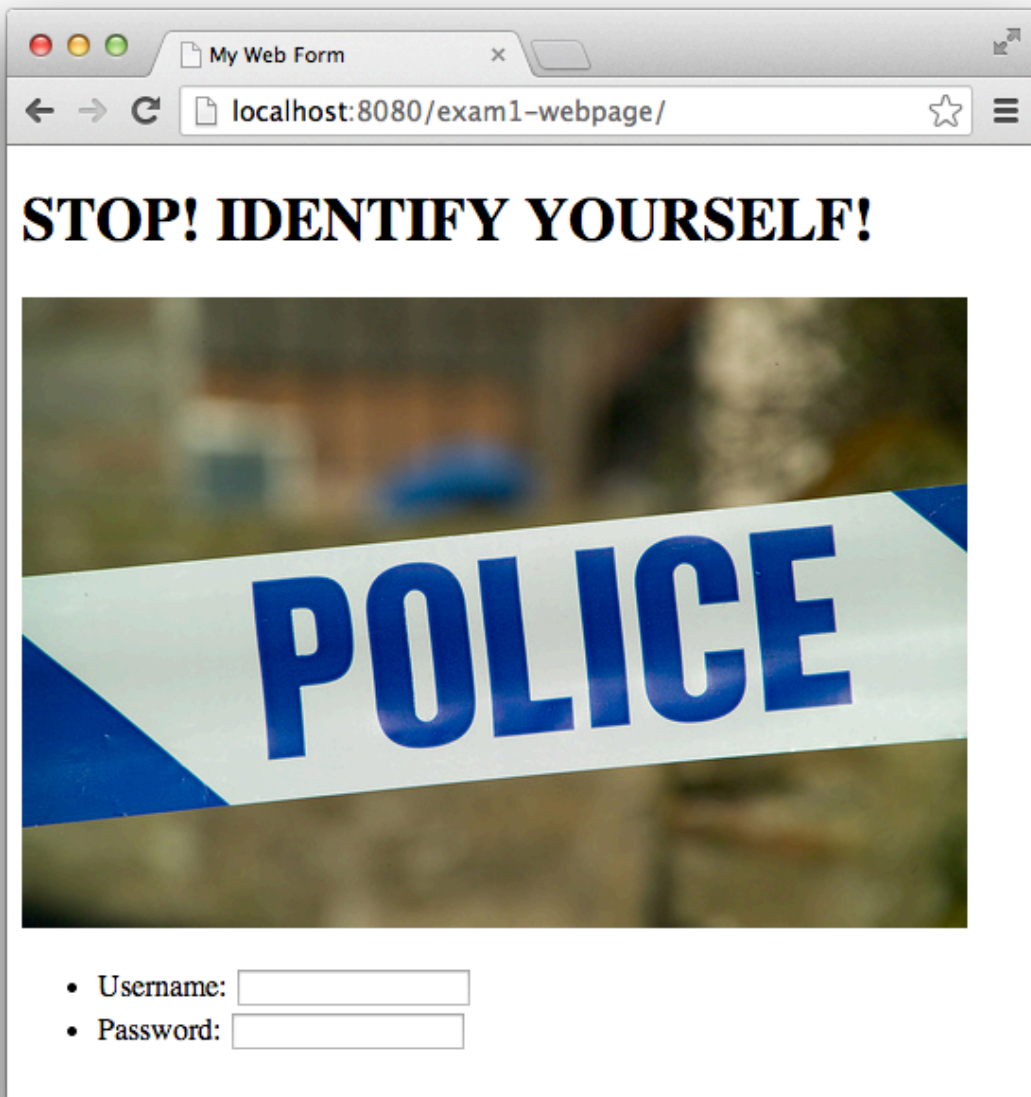 My Web Form
localhost:8080/exam1-webpage/
STOP! IDENTIFY YOURSELF!
POLICE
Username:
Password: